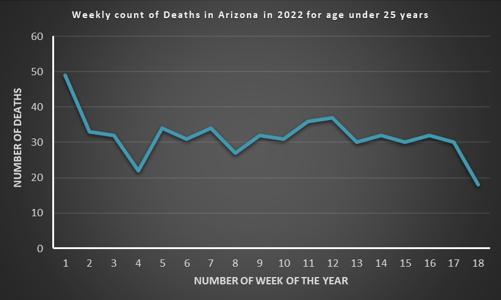 Weekly count of Deaths in Arizona in 2022 for age under 25 years
60
50
40
30
20
10
0
NUMBER OF DEATHS
1 2 3 4 5 6 7 8 9 10 11 12 13 14 15 16 17 18
NUMBER OF WEEK OF THE YEAR